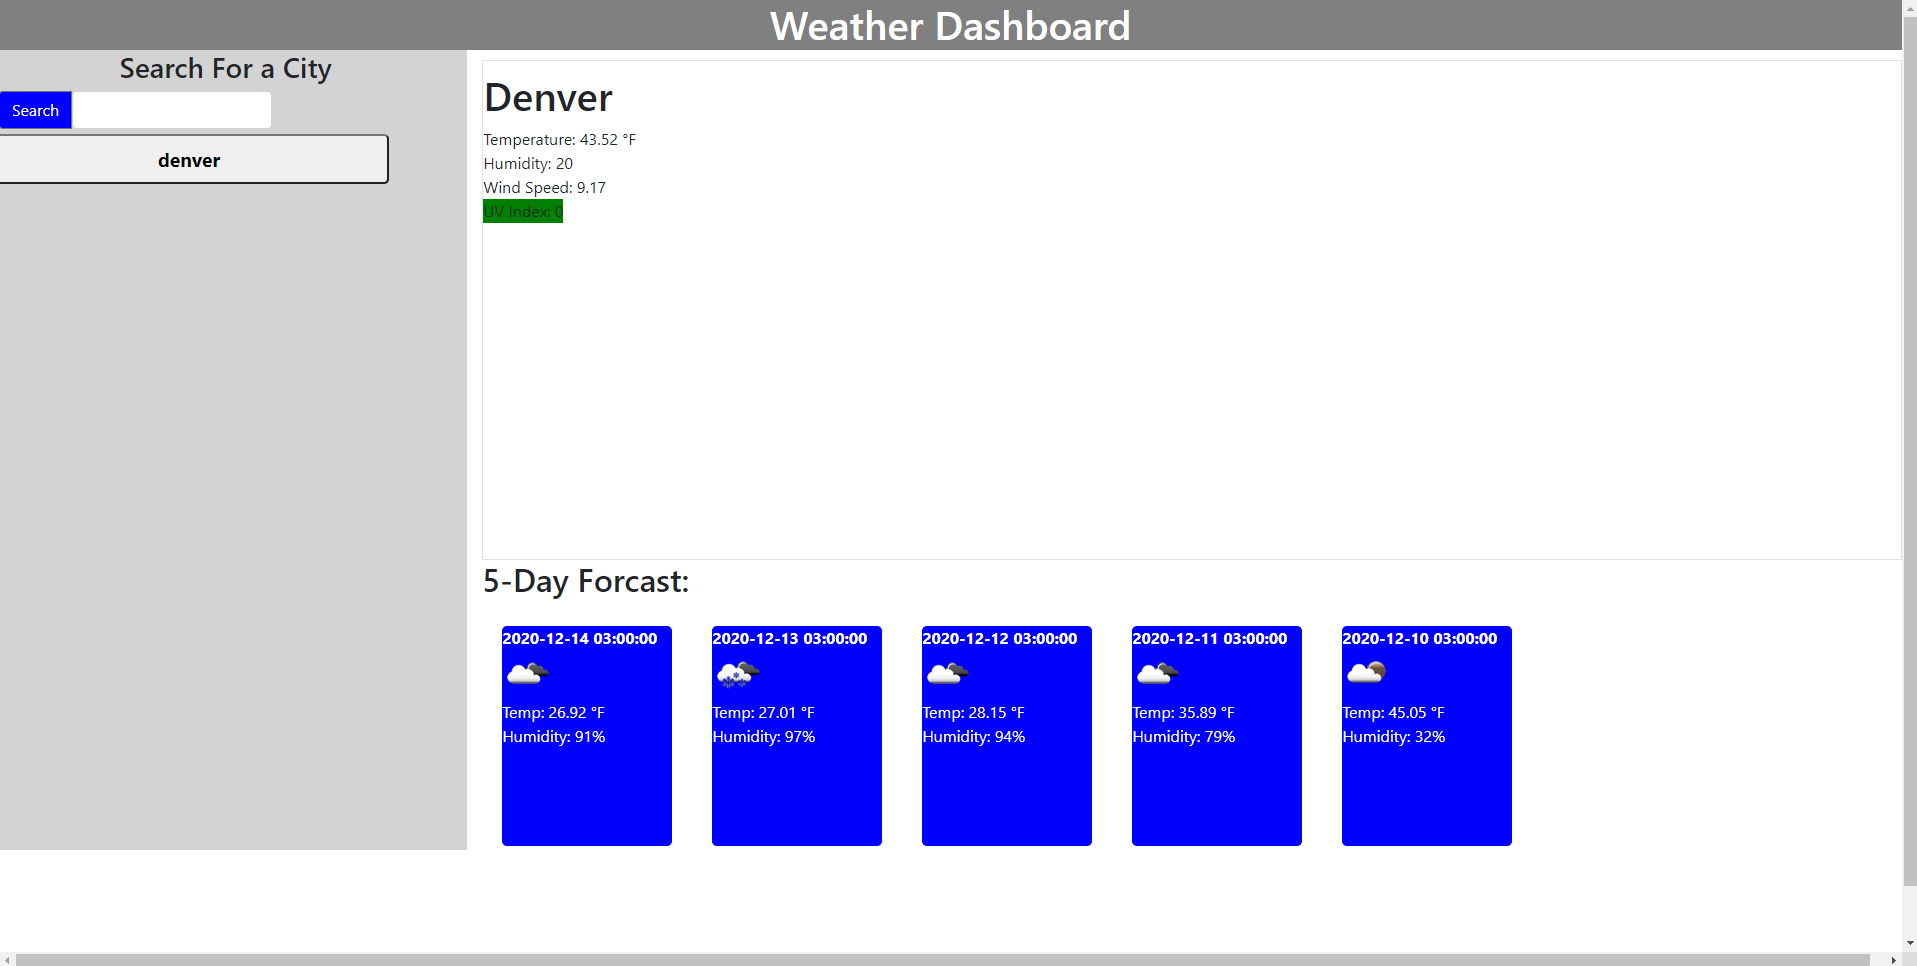 Weather Dashboard
Search For a City
Search
denver
Denver
Temperature: 43.52 °F
Humidity: 20
Wind Speed: 9.17
UV Index: 0
5-Day Forcast:
2020-12-14 03:00:00
Temp: 26.92 °F
Humidity: 91%
2020-12-13 03:00:00
Temp: 27.01 °F
Humidity: 97%
2020-12-12 03:00:00
Temp: 28.15 °F
Humidity: 94%
2020-12-11 03:00:00
Temp: 35.89 °F
Humidity: 79%
2020-12-10 03:00:00
Temp: 45.05 °F
Humidity: 32%